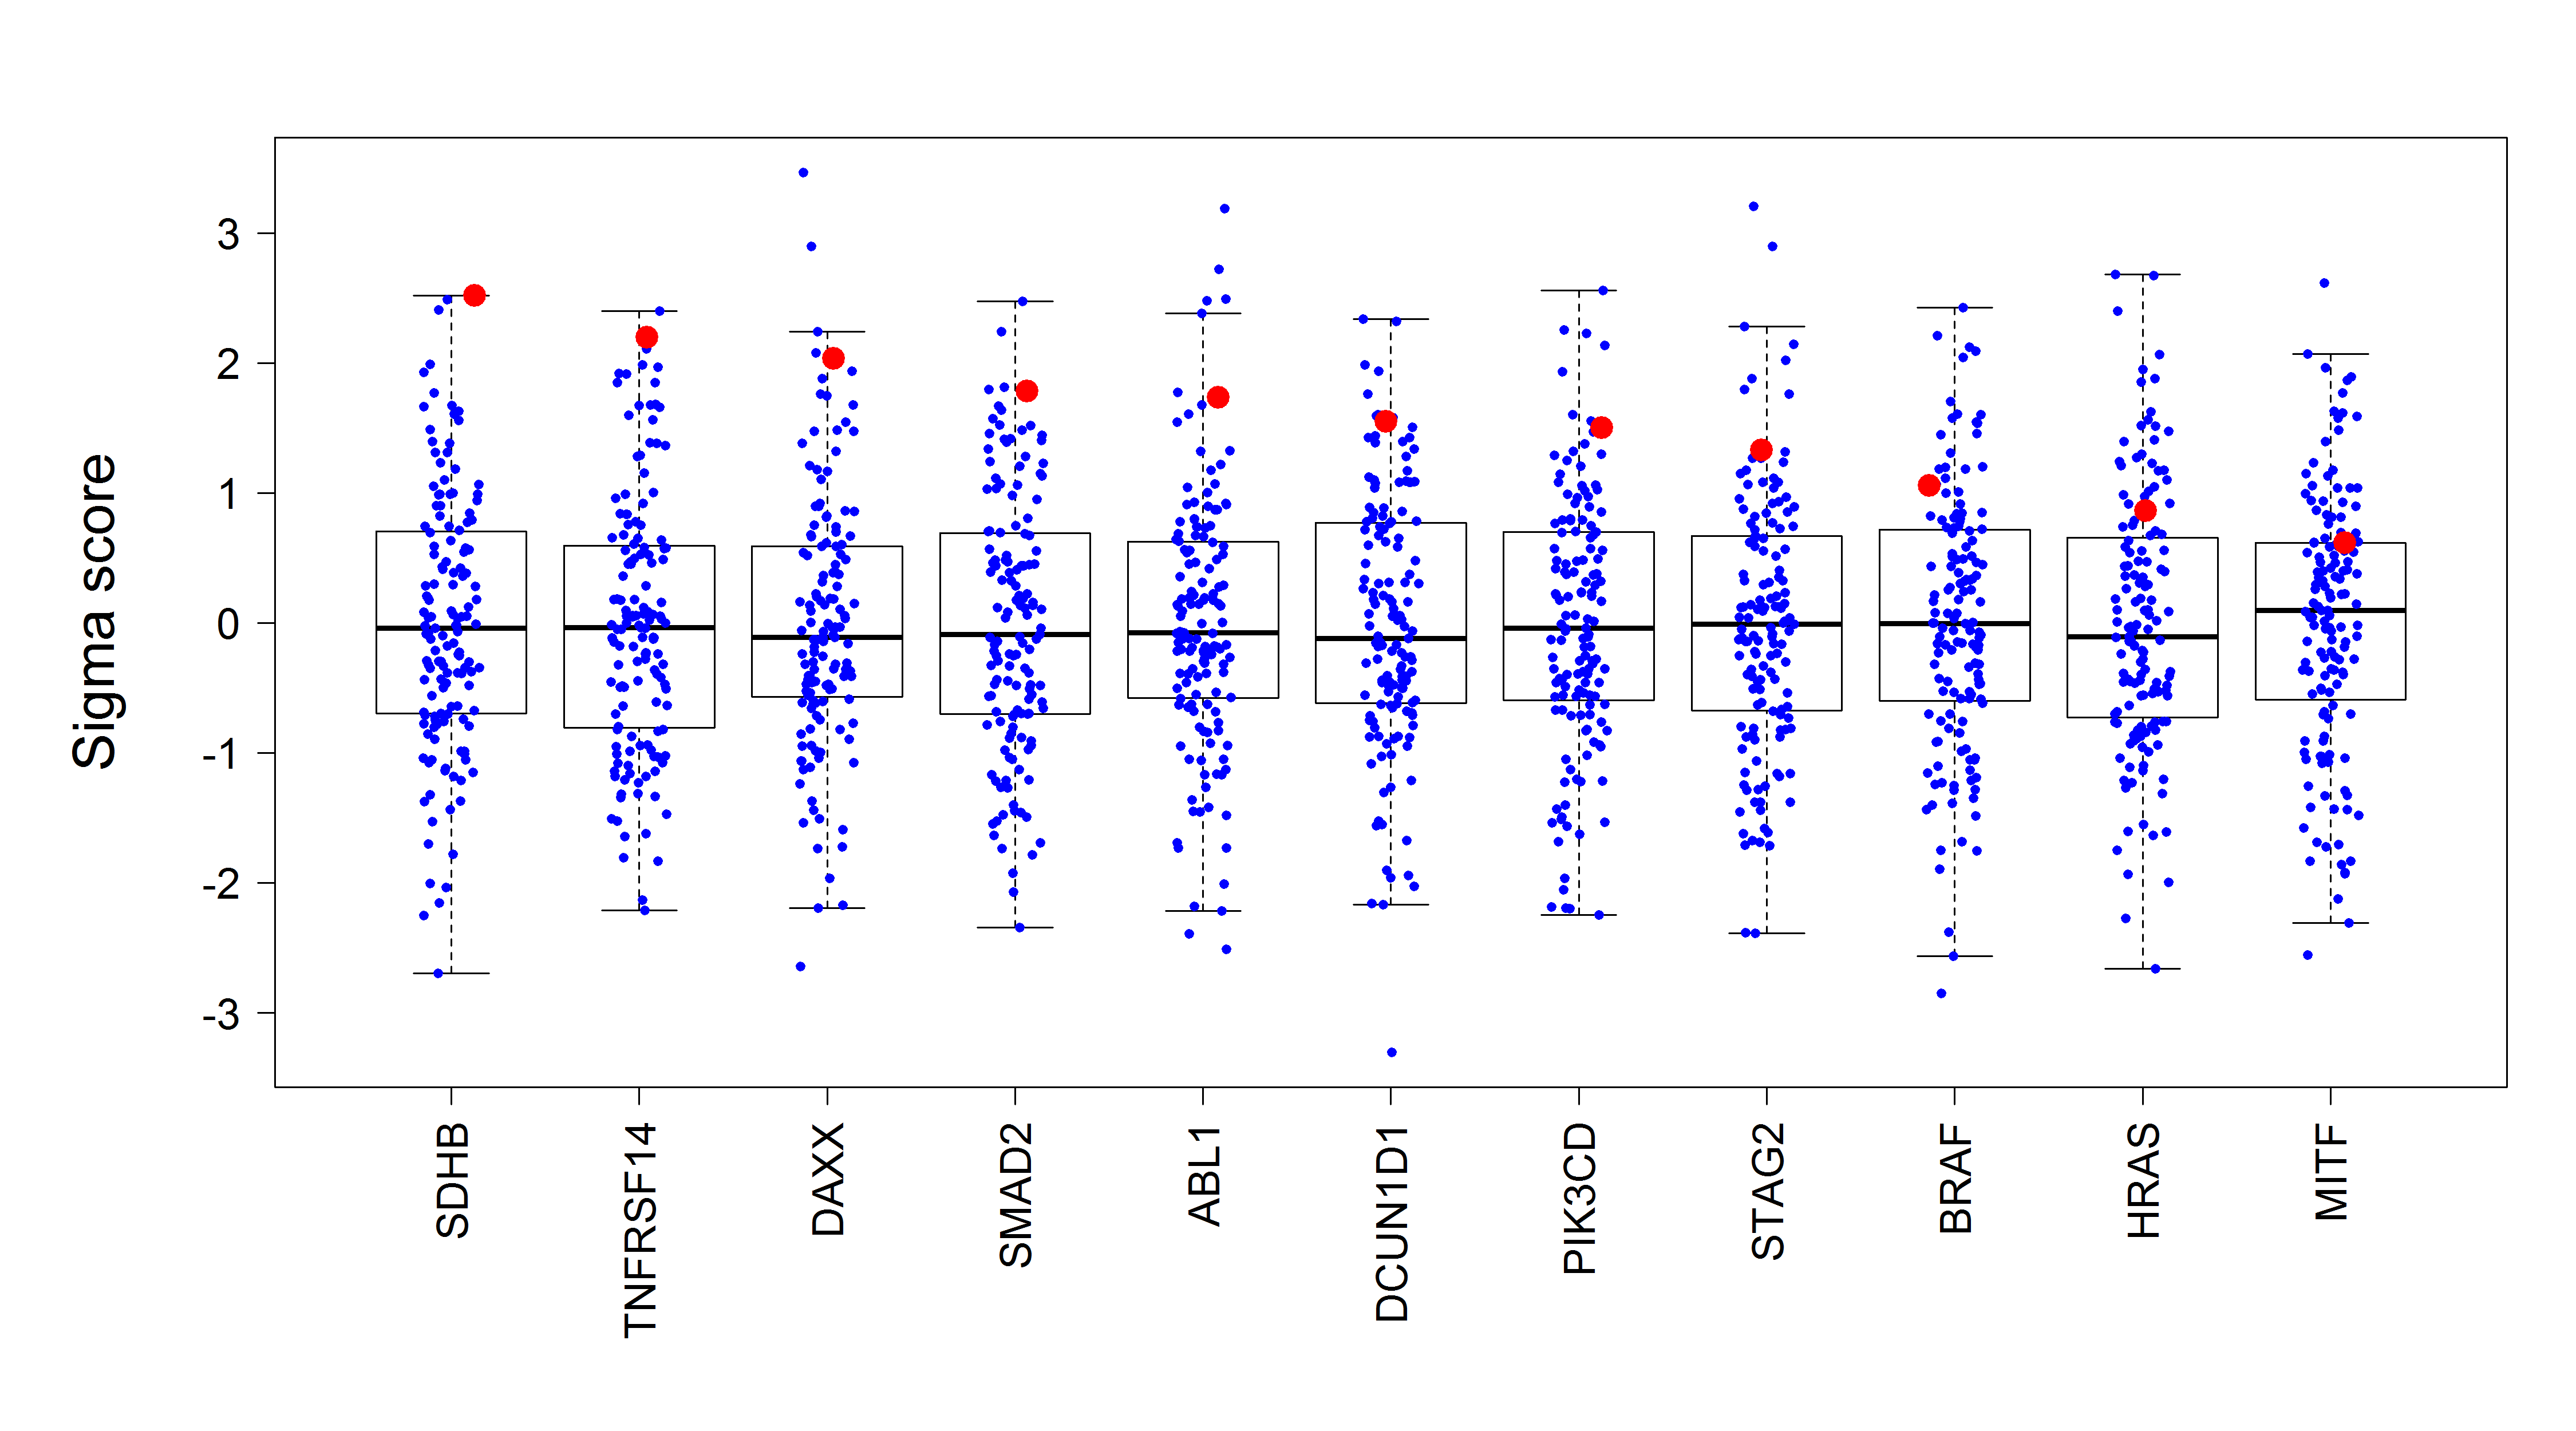 Sigma score
3
2
1
0
-1
-2
-3
SDHB
TNFRSF14
DAXX
SMAD2
ABL1
DCUN1D1
PIK3CD
STAG2
BRAF
HRAS
MITF